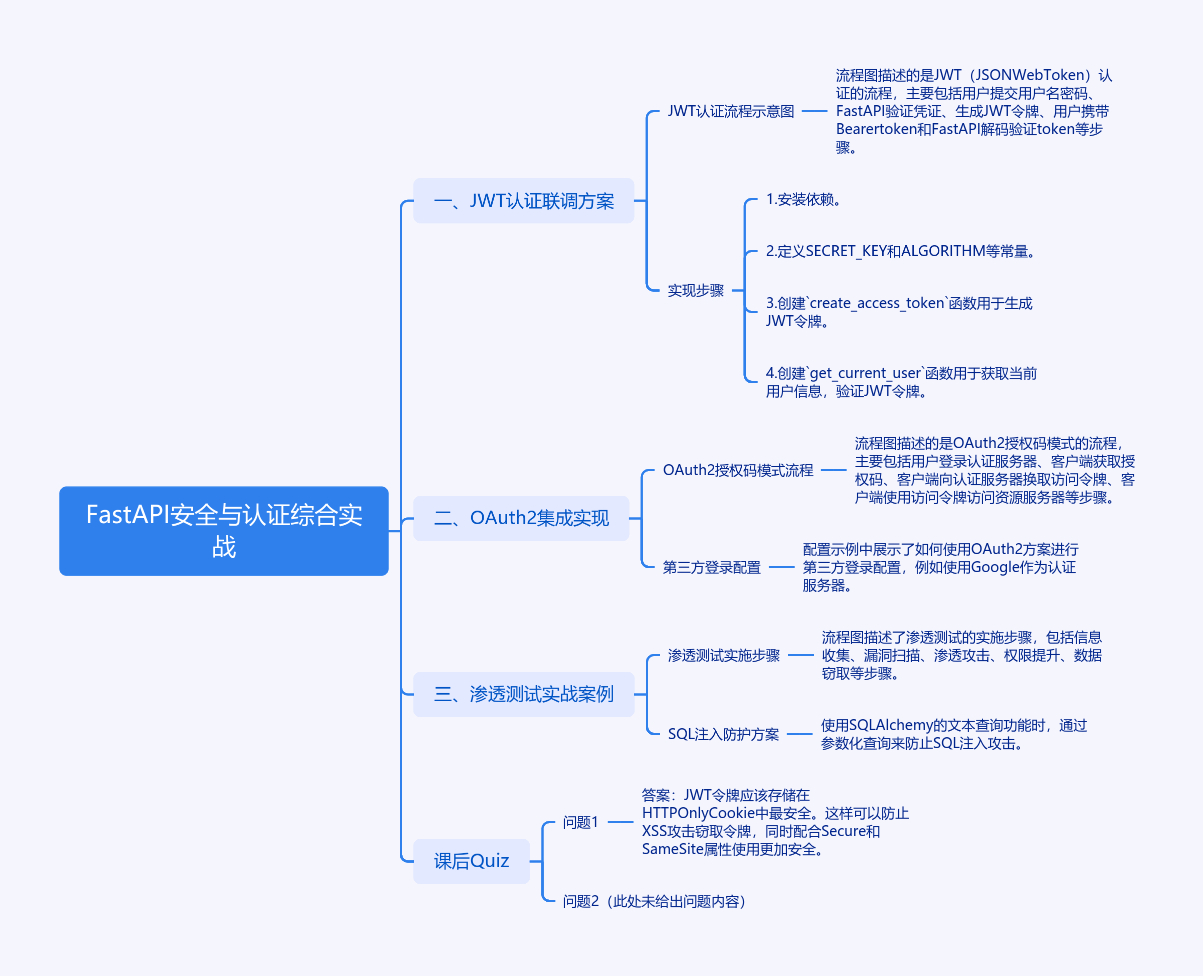 FastAPI安全与认证综合实
战
一、JWT认证联调方案
JWT认证流程示意图
流程图描述的是JWT（JSONWebToken）认
证的流程，主要包括用户提交用户名密码、
FastAPI验证凭证、生成JWT令牌、用户携带
Bearertoken和FastAPI解码验证token等步
骤。
实现步骤
1.安装依赖。
2.定义SECRET_KEY和ALGORITHM等常量。
3.创建`create_access_token`函数用于生成
JWT令牌。
4.创建`get_current_user`函数用于获取当前
用户信息，验证JWT令牌。
二、OAuth2集成实现
OAuth2授权码模式流程
流程图描述的是OAuth2授权码模式的流程，
主要包括用户登录认证服务器、客户端获取授
权码、客户端向认证服务器换取访问令牌、客
户端使用访问令牌访问资源服务器等步骤。
第三方登录配置
配置示例中展示了如何使用OAuth2方案进行
第三方登录配置，例如使用Google作为认证
服务器。
三、渗透测试实战案例
渗透测试实施步骤
流程图描述了渗透测试的实施步骤，包括信息
收集、漏洞扫描、渗透攻击、权限提升、数据
窃取等步骤。
SQL注入防护方案
使用SQLAlchemy的文本查询功能时，通过
参数化查询来防止SQL注入攻击。
课后Quiz
问题1
答案：JWT令牌应该存储在
HTTPOnlyCookie中最安全。这样可以防止
XSS攻击窃取令牌，同时配合Secure和
SameSite属性使用更加安全。
问题2（此处未给出问题内容）